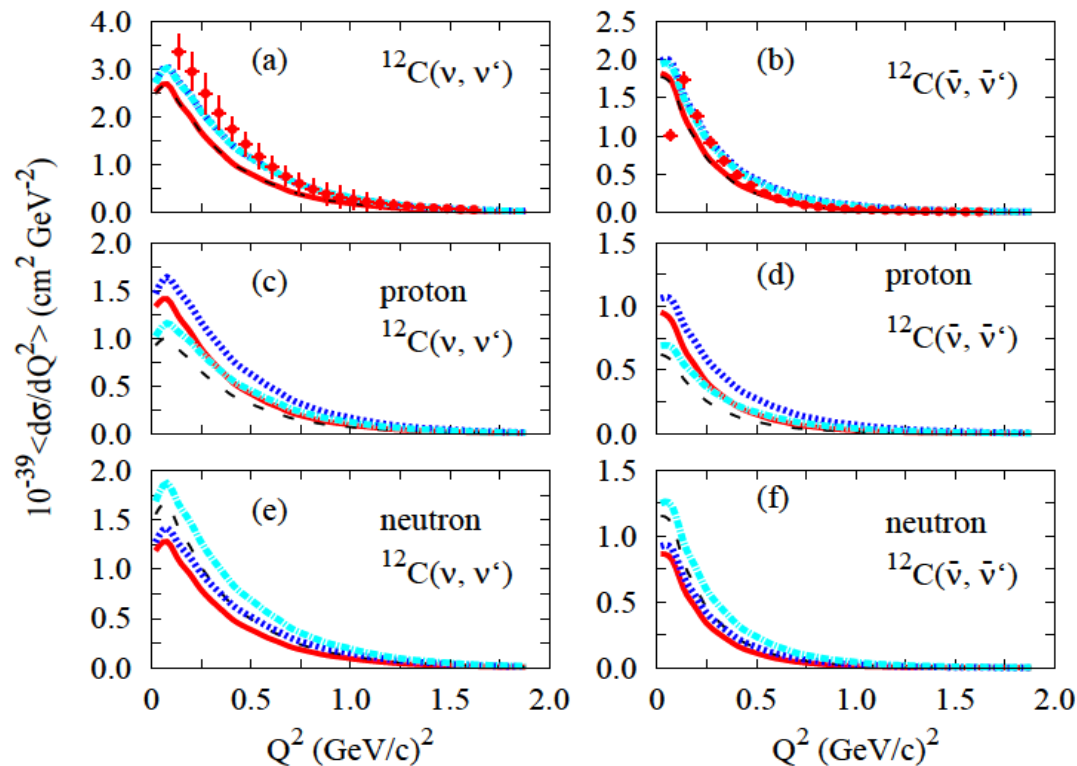 10⁻³⁹<dσ/dQ²> (cm² GeV⁻²)
4.0
3.0
2.0
1.0
0.0
(a)
¹²C(ν, ν‘)
2.5
2.0
1.5
1.0
0.5
0.0
(b)
¹²C(ν̄, ν̄‘)
2.0
1.5
1.0
0.5
0.0
(c)
proton
¹²C(ν, ν‘)
1.5
1.0
0.5
0.0
(d)
proton
¹²C(ν̄, ν̄‘)
2.0
1.5
1.0
0.5
0.0
(e)
neutron
¹²C(ν, ν‘)
1.5
1.0
0.5
0.0
(f)
neutron
¹²C(ν̄, ν̄‘)
0 0.5 1.0 1.5 2.0
0 0.5 1.0 1.5 2.0
Q² (GeV/c)²
Q² (GeV/c)²